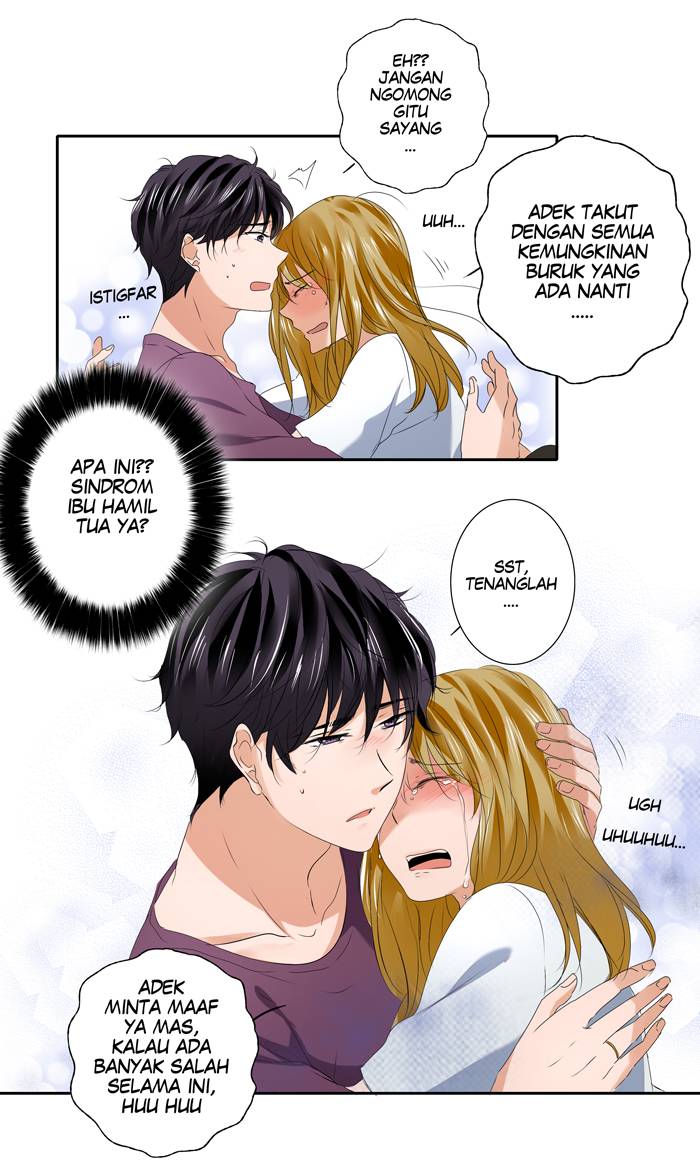 EH??
JANGAN
NGOMONG
GITU
SAYANG
...
UUH...
ADEK TAKUT
DENGAN SEMUA
KEMUNGKINAN
BURUK YANG
ADA NANTI
.....
ISTIGFAR
...
APA INI??
SINDROM
IBU HAMIL
TUA YA?
SST,
TENANGLAH
....
UGH
UHUUHUU...
ADEK
MINTA MAAF
YA MAS,
KALAU ADA
BANYAK SALAH
SELAMA INI,
HUU HUU